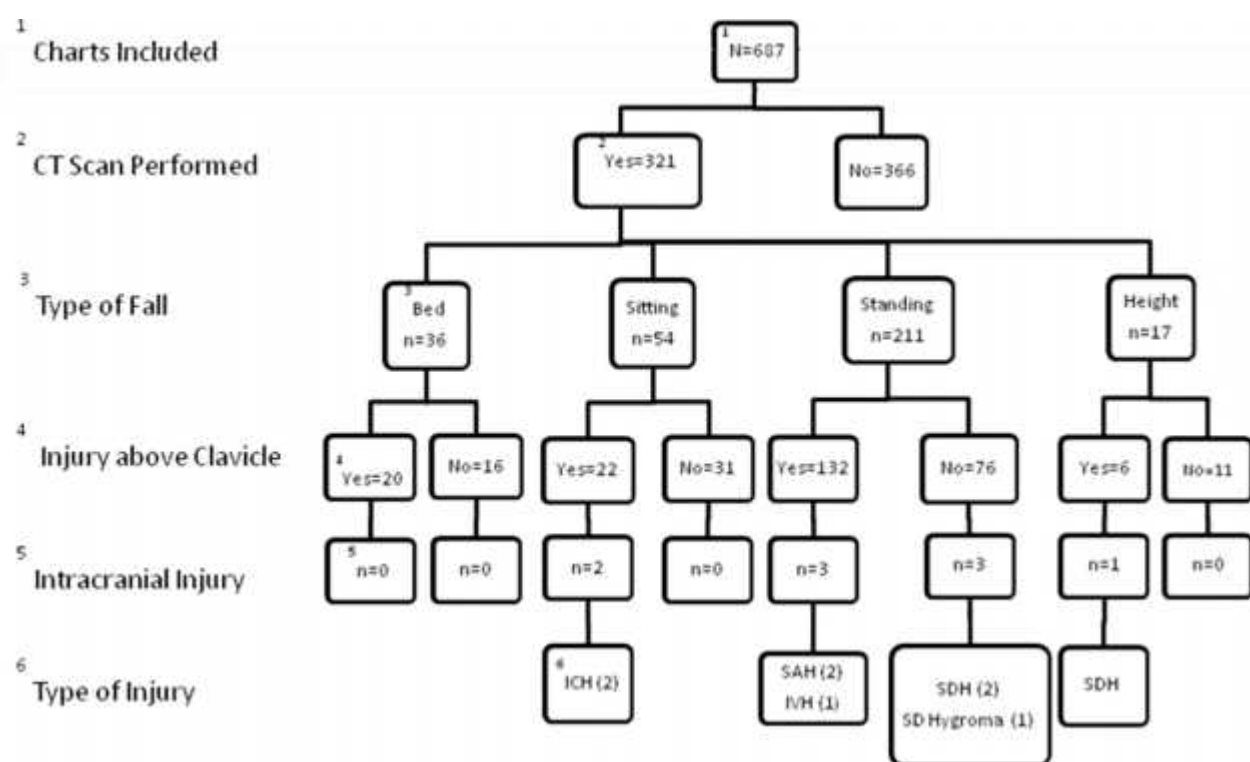 1
Charts Included
1
N=687
2
CT Scan Performed
2
Yes=321
No=366
3
Type of Fall
3
Bed
n=36
Sitting
n=54
Standing
n=211
Height
n=17
4
Injury above Clavicle
4
Yes=20
No=16
Yes=22
No=31
Yes=132
No=76
Yes=6
No=11
5
Intracranial Injury
5
n=0
n=0
n=2
n=0
n=3
n=3
n=1
n=0
6
Type of Injury
6
ICH (2)
SAH (2)
IVH (1)
SDH (2)
SD Hygroma (1)
SDH